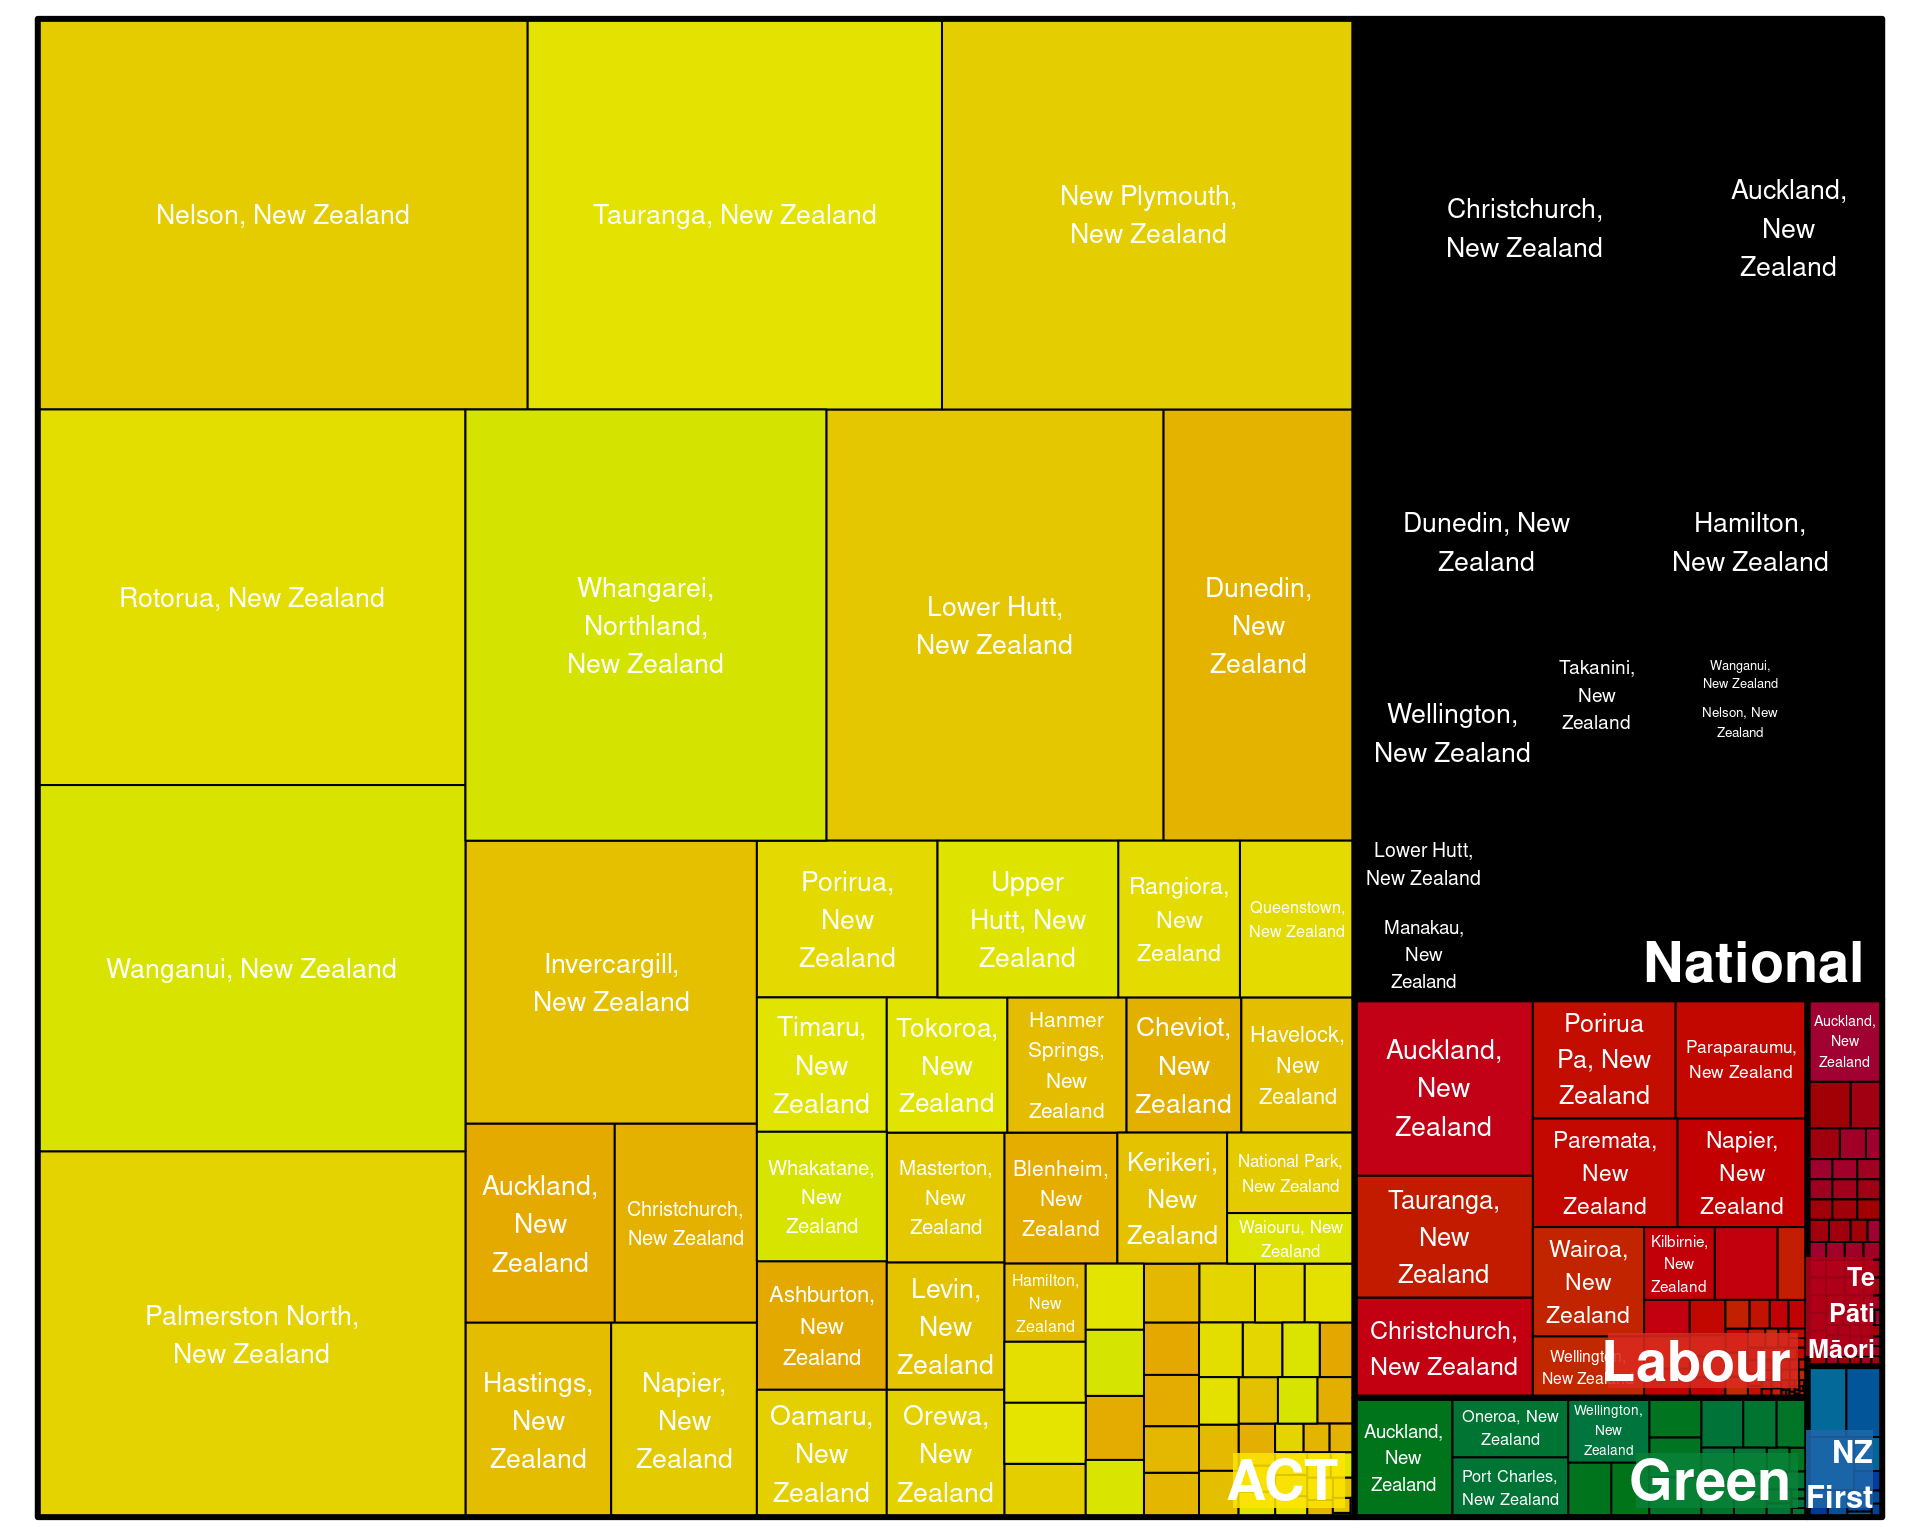 Nelson, New Zealand
Tauranga, New Zealand
New Plymouth,
New Zealand
Rotorua, New Zealand
Whangarei,
Northland,
New Zealand
Lower Hutt,
New Zealand
Dunedin,
New
Zealand
Wanganui, New Zealand
Palmerston North,
New Zealand
Invercargill,
New Zealand
Porirua,
New
Zealand
Upper
Hutt, New
Zealand
Rangiora,
New
Zealand
Queenstown,
New Zealand
Timaru,
New
Zealand
Tokoroa,
New
Zealand
Hanmer
Springs,
New
Zealand
Cheviot,
New
Zealand
Havelock,
New
Zealand
Auckland,
New
Zealand
Christchurch,
New Zealand
Whakatane,
New
Zealand
Masterton,
New
Zealand
Blenheim,
New
Zealand
Kerikeri,
New
Zealand
National Park,
New Zealand
Waiouru, New
Zealand
Hastings,
New
Zealand
Napier,
New
Zealand
Ashburton,
New
Zealand
Levin,
New
Zealand
Hamilton,
New
Zealand
Oamaru,
New
Zealand
Orewa,
New
Zealand
ACT
Christchurch,
New Zealand
Auckland,
New
Zealand
Dunedin, New
Zealand
Hamilton,
New Zealand
Wellington,
New Zealand
Takanini,
New
Zealand
Wanganui,
New Zealand
Nelson, New
Zealand
Lower Hutt,
New Zealand
Manakau,
New
Zealand
National
Auckland,
New
Zealand
Porirua
Pa, New
Zealand
Paraparaumu,
New Zealand
Tauranga,
New
Zealand
Paremata,
New
Zealand
Napier,
New
Zealand
Christchurch,
New Zealand
Wairoa,
New
Zealand
Kilbirnie,
New
Zealand
Wellington,
New Zealand
Labour
Auckland,
New
Zealand
Te
Pāti
Māori
Auckland,
New
Zealand
Oneroa, New
Zealand
Wellington,
New
Zealand
Port Charles,
New Zealand
Green
NZ
First